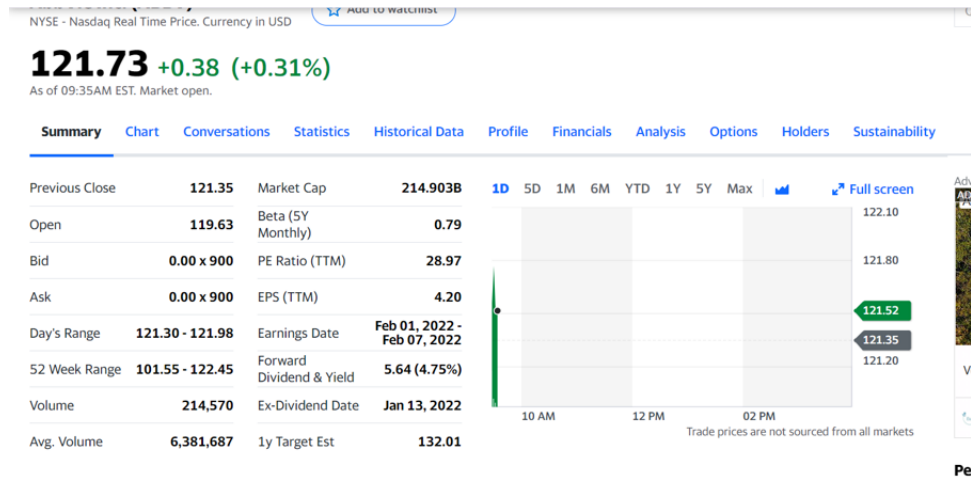 NYSE - Nasdaq Real Time Price. Currency in USD
Add to watchlist
121.73 +0.38 (+0.31%)
As of 09:35AM EST. Market open.
Summary Chart Conversations Statistics Historical Data Profile Financials Analysis Options Holders Sustainability
Previous Close 121.35
Open 119.63
Bid 0.00 x 900
Ask 0.00 x 900
Day's Range 121.30 - 121.98
52 Week Range 101.55 - 122.45
Volume 214,570
Avg. Volume 6,381,687
Market Cap 214.903B
Beta (5Y
Monthly) 0.79
PE Ratio (TTM) 28.97
EPS (TTM) 4.20
Earnings Date Feb 01, 2022 -
Feb 07, 2022
Forward
Dividend & Yield 5.64 (4.75%)
Ex-Dividend Date Jan 13, 2022
1y Target Est 132.01
1D 5D 1M 6M YTD 1Y 5Y Max Full screen
122.10
121.80
121.52
121.35
121.20
10 AM 12 PM 02 PM
Trade prices are not sourced from all markets